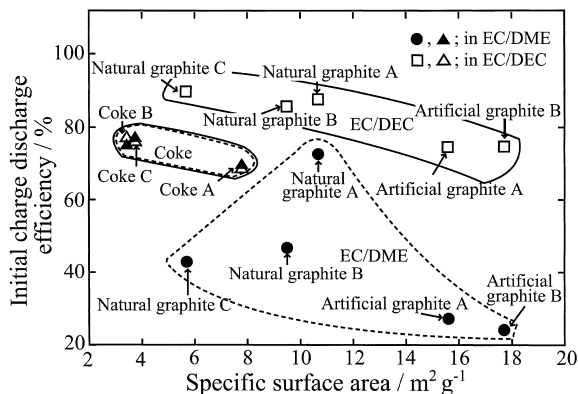 100
80
60
40
20
2
4
6
8
10
12
14
16
18
20
Initial charge discharge
efficiency / %
Specific surface area / m² g⁻¹
●, ▲; in EC/DME
□, △; in EC/DEC
Natural graphite C
Natural graphite A
Natural graphite B
EC/DEC
Artificial graphite B
Artificial graphite A
Coke B
Coke
Coke C
Coke A
Natural
graphite A
EC/DME
Natural graphite B
Natural graphite C
Artificial graphite A
Artificial
graphite B